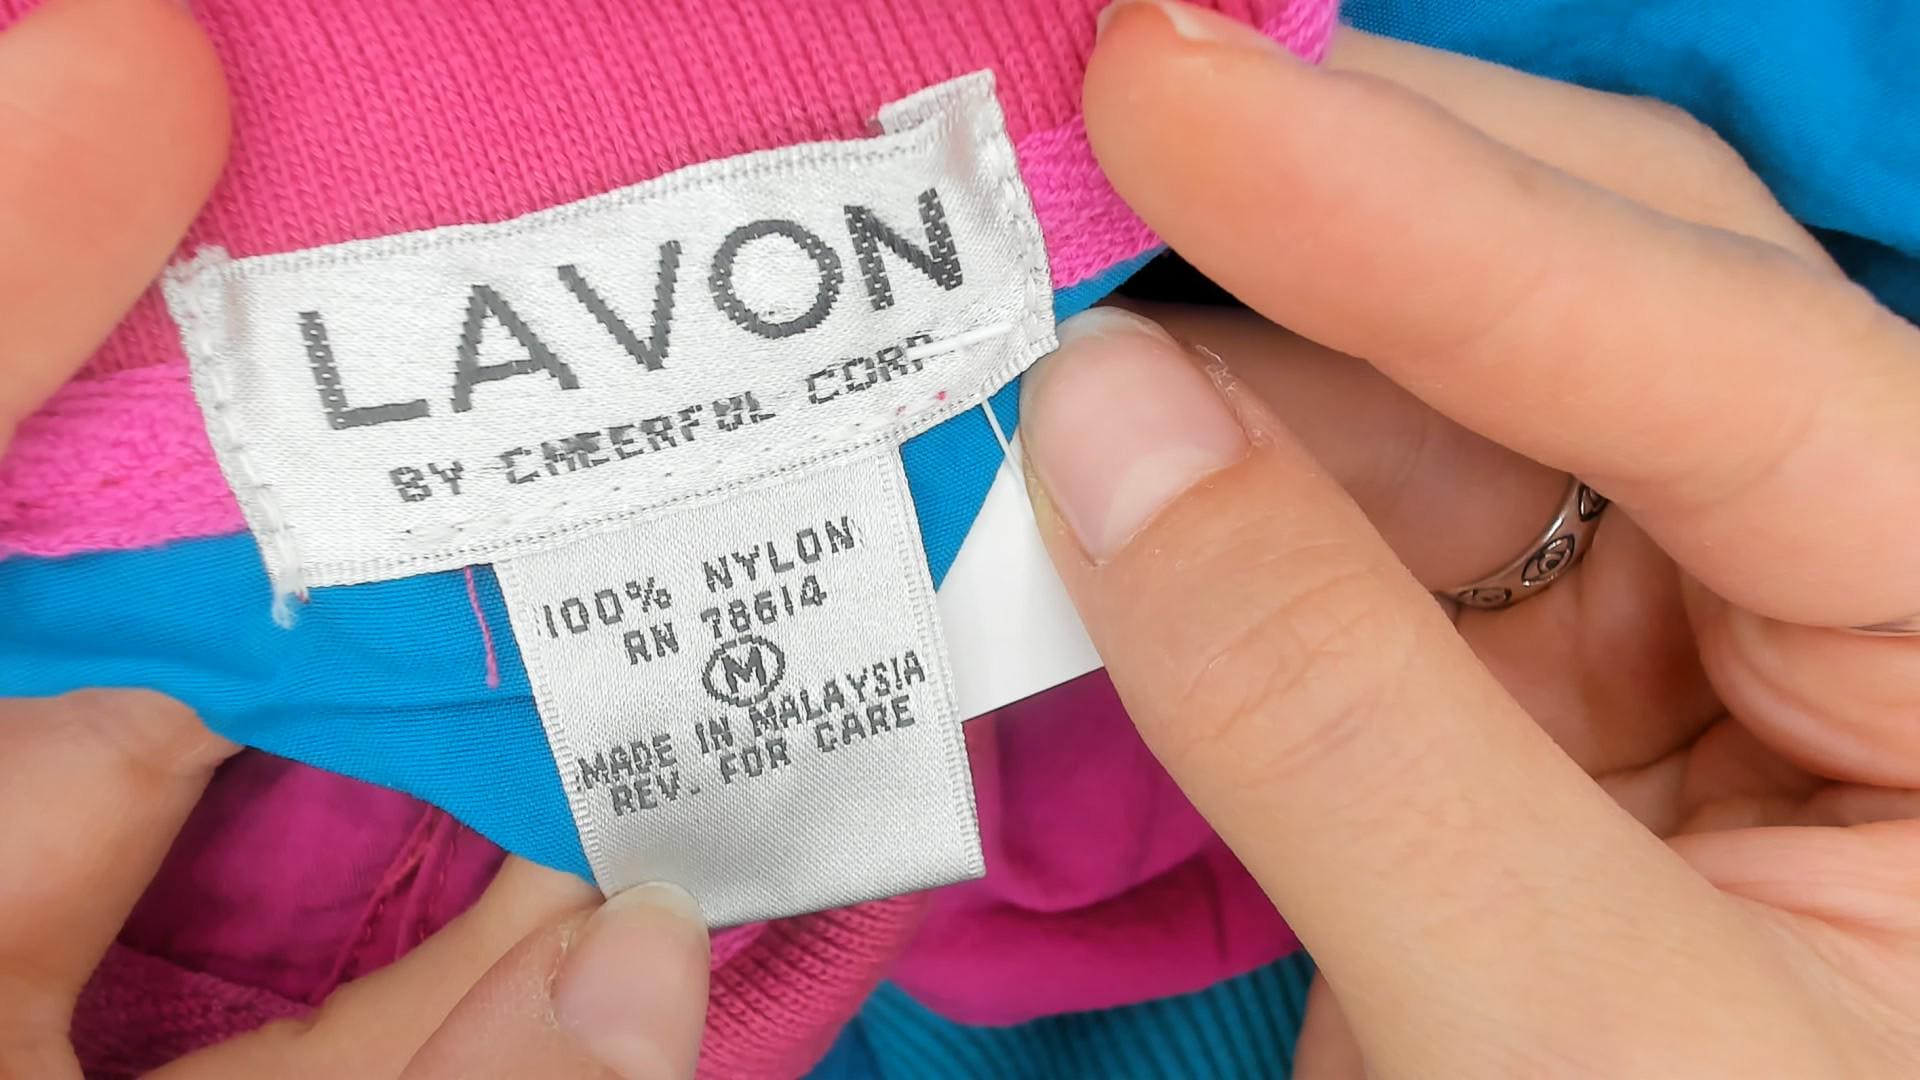 LAVON
BY CHEERFUL CORP.
100% NYLON
RN 78614
M
MADE IN MALAYSIA
REV. FOR CARE